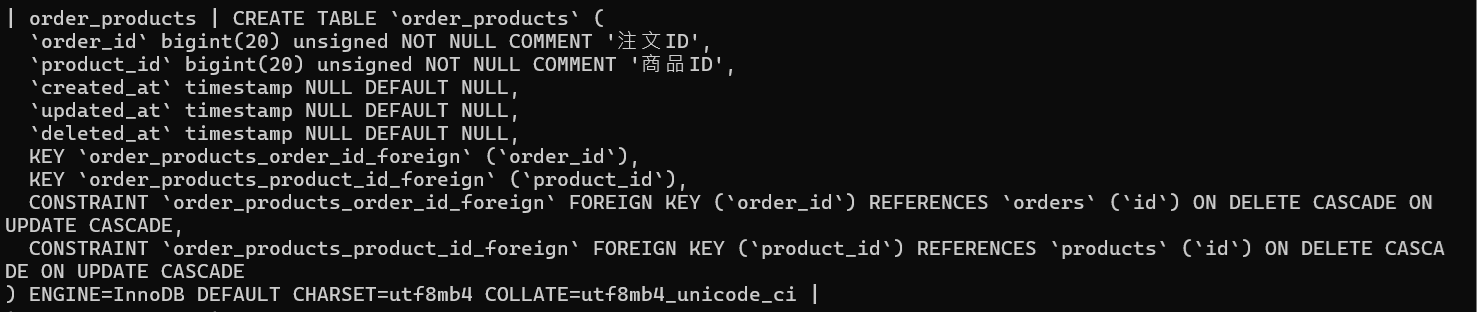 | order_products | CREATE TABLE `order_products` (
  `order_id` bigint(20) unsigned NOT NULL COMMENT '注文ID',
  `product_id` bigint(20) unsigned NOT NULL COMMENT '商品ID',
  `created_at` timestamp NULL DEFAULT NULL,
  `updated_at` timestamp NULL DEFAULT NULL,
  `deleted_at` timestamp NULL DEFAULT NULL,
  KEY `order_products_order_id_foreign` (`order_id`),
  KEY `order_products_product_id_foreign` (`product_id`),
  CONSTRAINT `order_products_order_id_foreign` FOREIGN KEY (`order_id`) REFERENCES `orders` (`id`) ON DELETE CASCADE ON
UPDATE CASCADE,
  CONSTRAINT `order_products_product_id_foreign` FOREIGN KEY (`product_id`) REFERENCES `products` (`id`) ON DELETE CASCA
DE ON UPDATE CASCADE
) ENGINE=InnoDB DEFAULT CHARSET=utf8mb4 COLLATE=utf8mb4_unicode_ci |